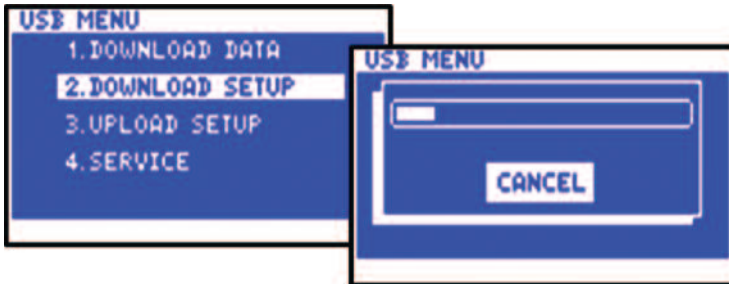 USB MENU
1.DOWNLOAD DATA
2.DOWNLOAD SETUP
3.UPLOAD SETUP
4.SERVICE
USB MENU
CANCEL